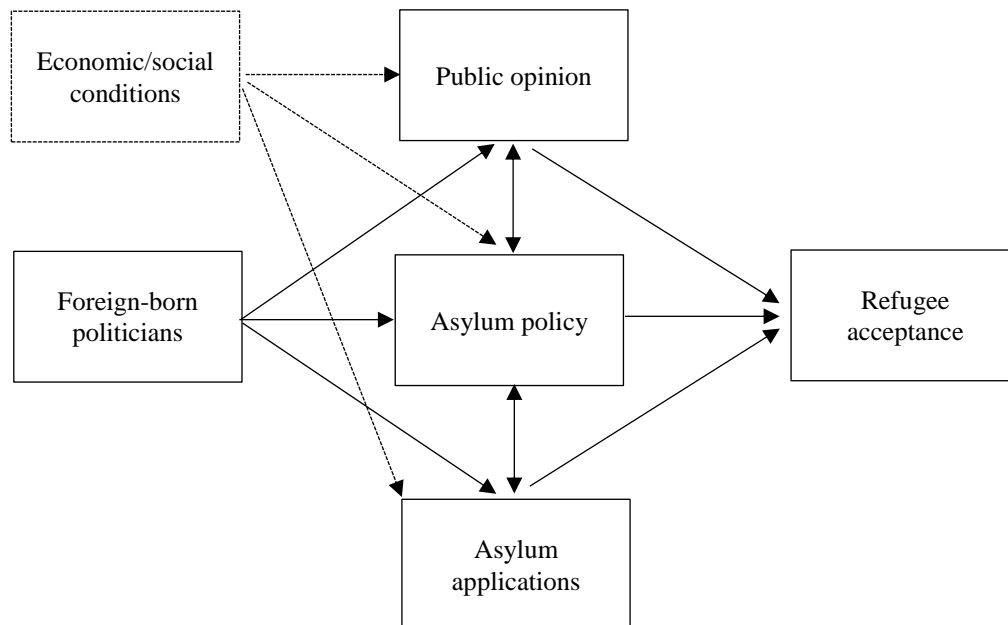 Economic/social
conditions
Public opinion
Foreign-born
politicians
Asylum policy
Refugee
acceptance
Asylum
applications